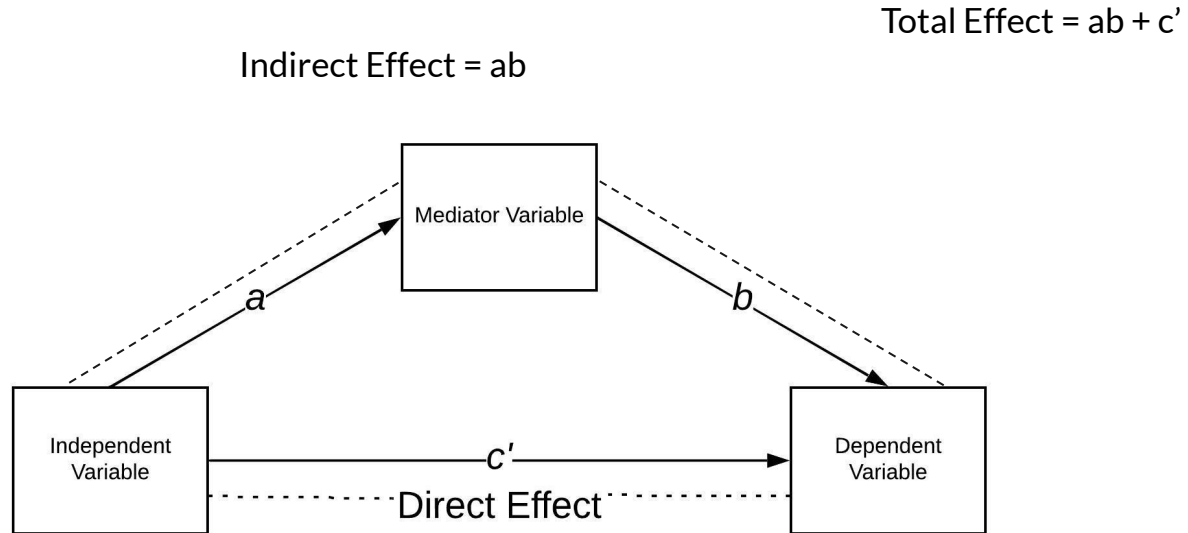 Total Effect = ab + c’
Indirect Effect = ab
Mediator Variable
a
b
Independent
Variable
c'
Dependent
Variable
Direct Effect